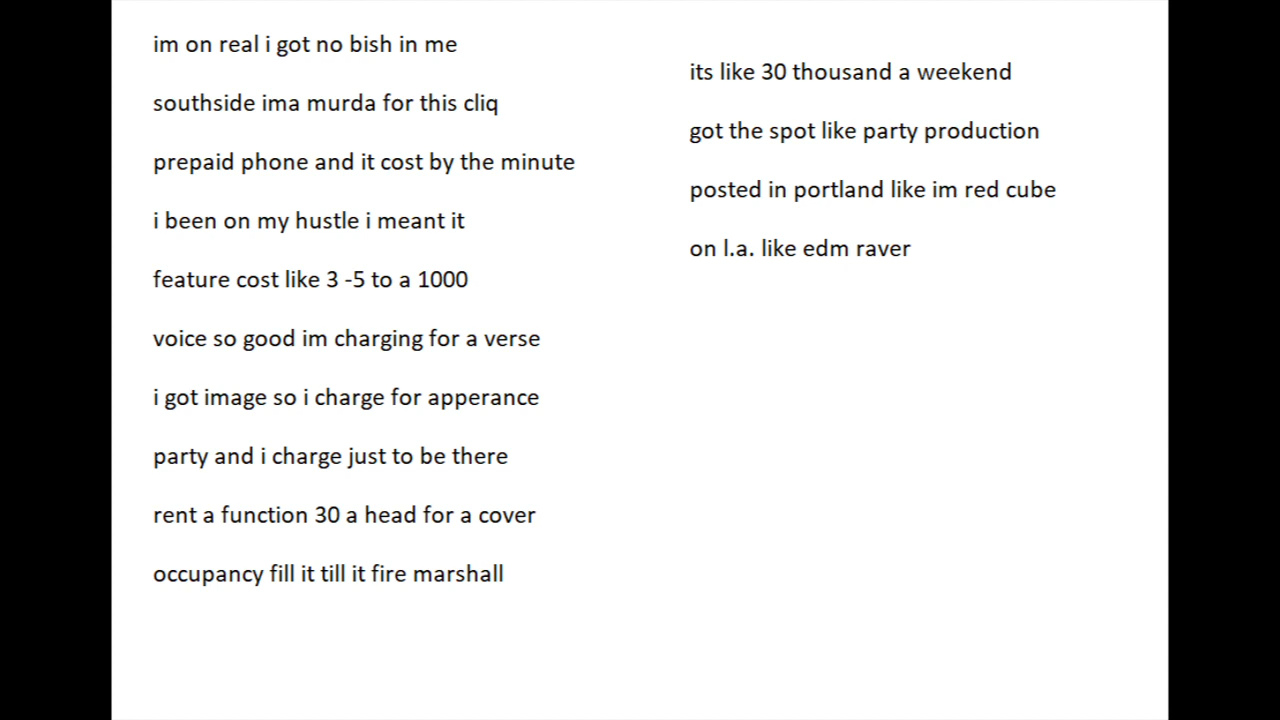 im on real i got no bish in me
southside ima murda for this cliq
prepaid phone and it cost by the minute
i been on my hustle i meant it
feature cost like 3 -5 to a 1000
voice so good im charging for a verse
i got image so i charge for apperance
party and i charge just to be there
rent a function 30 a head for a cover
occupancy fill it till it fire marshall
its like 30 thousand a weekend
got the spot like party production
posted in portland like im red cube
on l.a. like edm raver